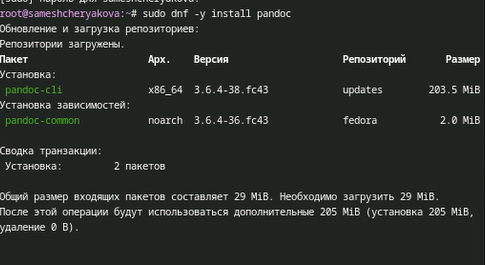 [sudo] пароль для sameshcheryakova:
root@sameshcheryakova:~# sudo dnf -y install pandoc
Обновление и загрузка репозиториев:
Репозитории загружены.
Пакет Арх. Версия Репозиторий Размер
Установка:
pandoc-cli x86_64 3.6.4-38.fc43 updates 203.5 MiB
Установка зависимостей:
pandoc-common noarch 3.6.4-36.fc43 fedora 2.0 MiB
Сводка транзакции:
Установка: 2 пакетов
Общий размер входящих пакетов составляет 29 MiB. Необходимо загрузить 29 MiB.
После этой операции будут использоваться дополнительные 205 MiB (установка 205 MiB,
удаление 0 B).